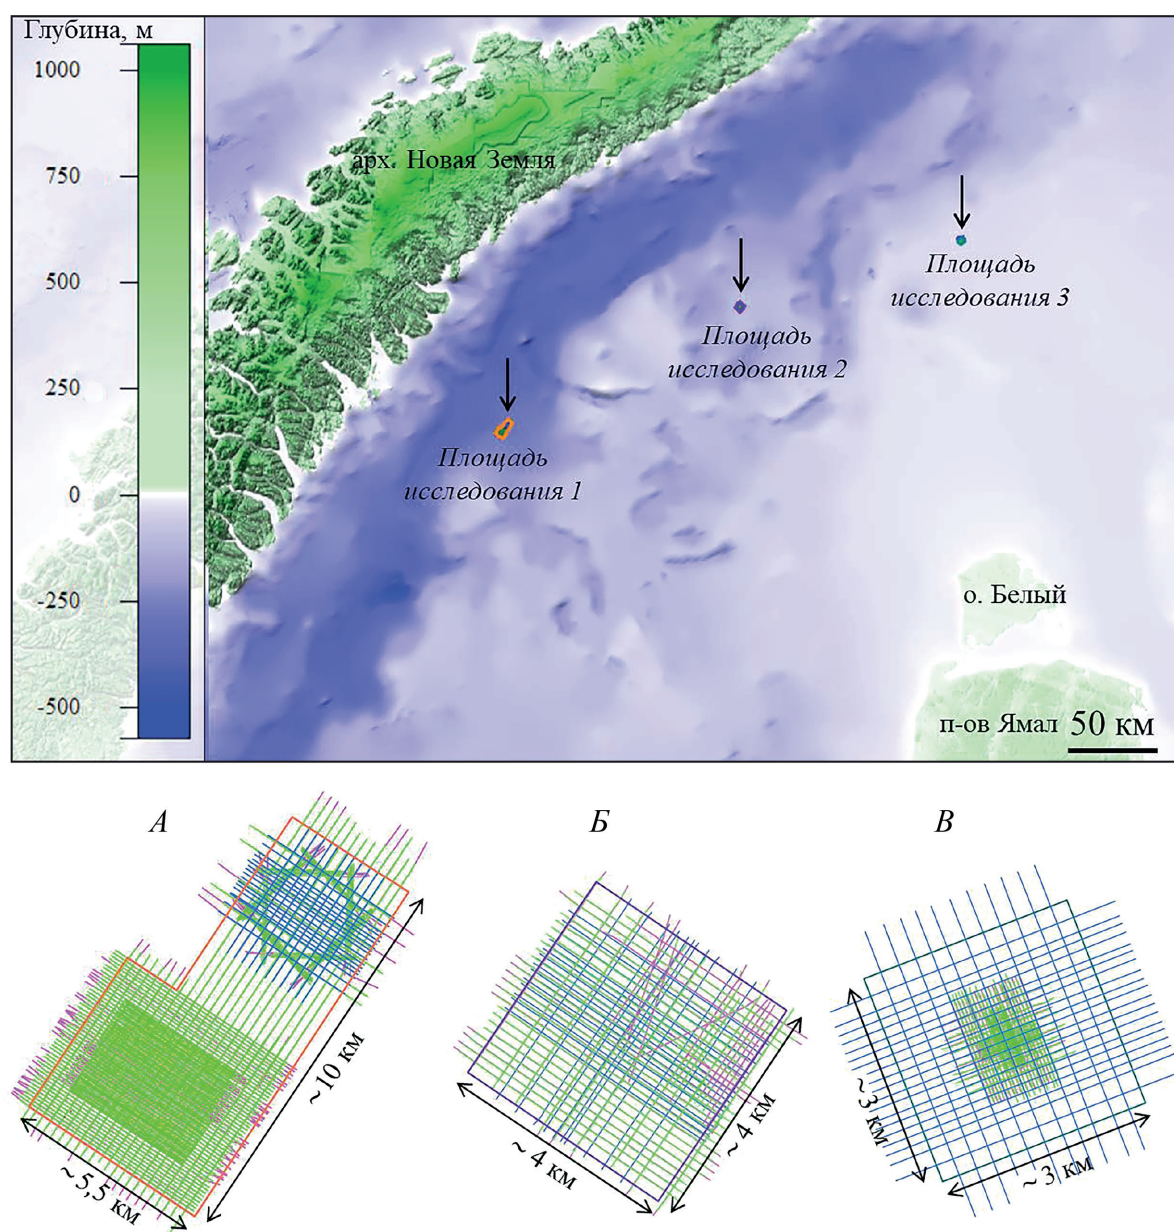 Глубина, м
1000
750
500
250
0
-250
-500
арх. Новая Земля
Площадь
исследования 3
Площадь
исследования 2
Площадь
исследования 1
о. Белый
п-ов Ямал
50 км
А
Б
В
~ 10 км
~ 5,5 км
~ 4 км
~ 4 км
~ 3 км
~ 3 км